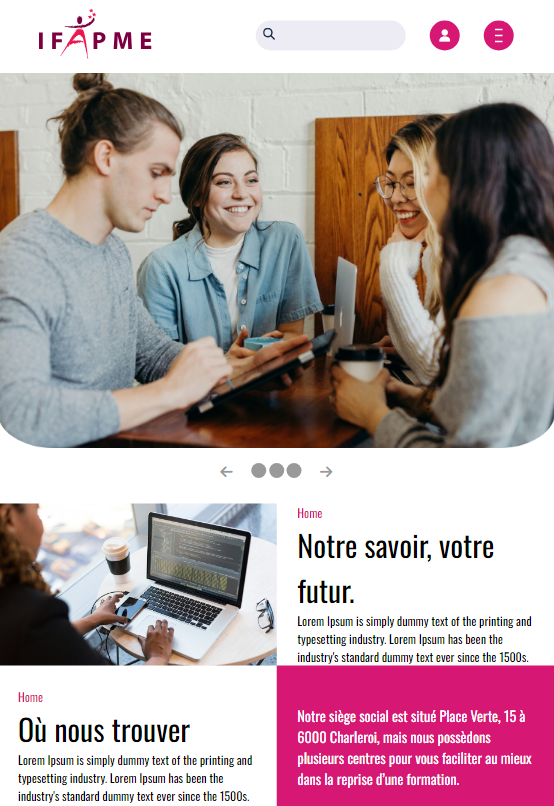 IFAPME
Home
Notre savoir, votre
futur.
Lorem Ipsum is simply dummy text of the printing and
typesetting industry. Lorem Ipsum has been the
industry's standard dummy text ever since the 1500s.
Home
Où nous trouver
Lorem Ipsum is simply dummy text of the printing and
typesetting industry. Lorem Ipsum has been the
industry's standard dummy text ever since the 1500s.
Notre siège social est situé Place Verte, 15 à
6000 Charleroi, mais nous possèdons
plusieurs centres pour vous faciliter au mieux
dans la reprise d'une formation.